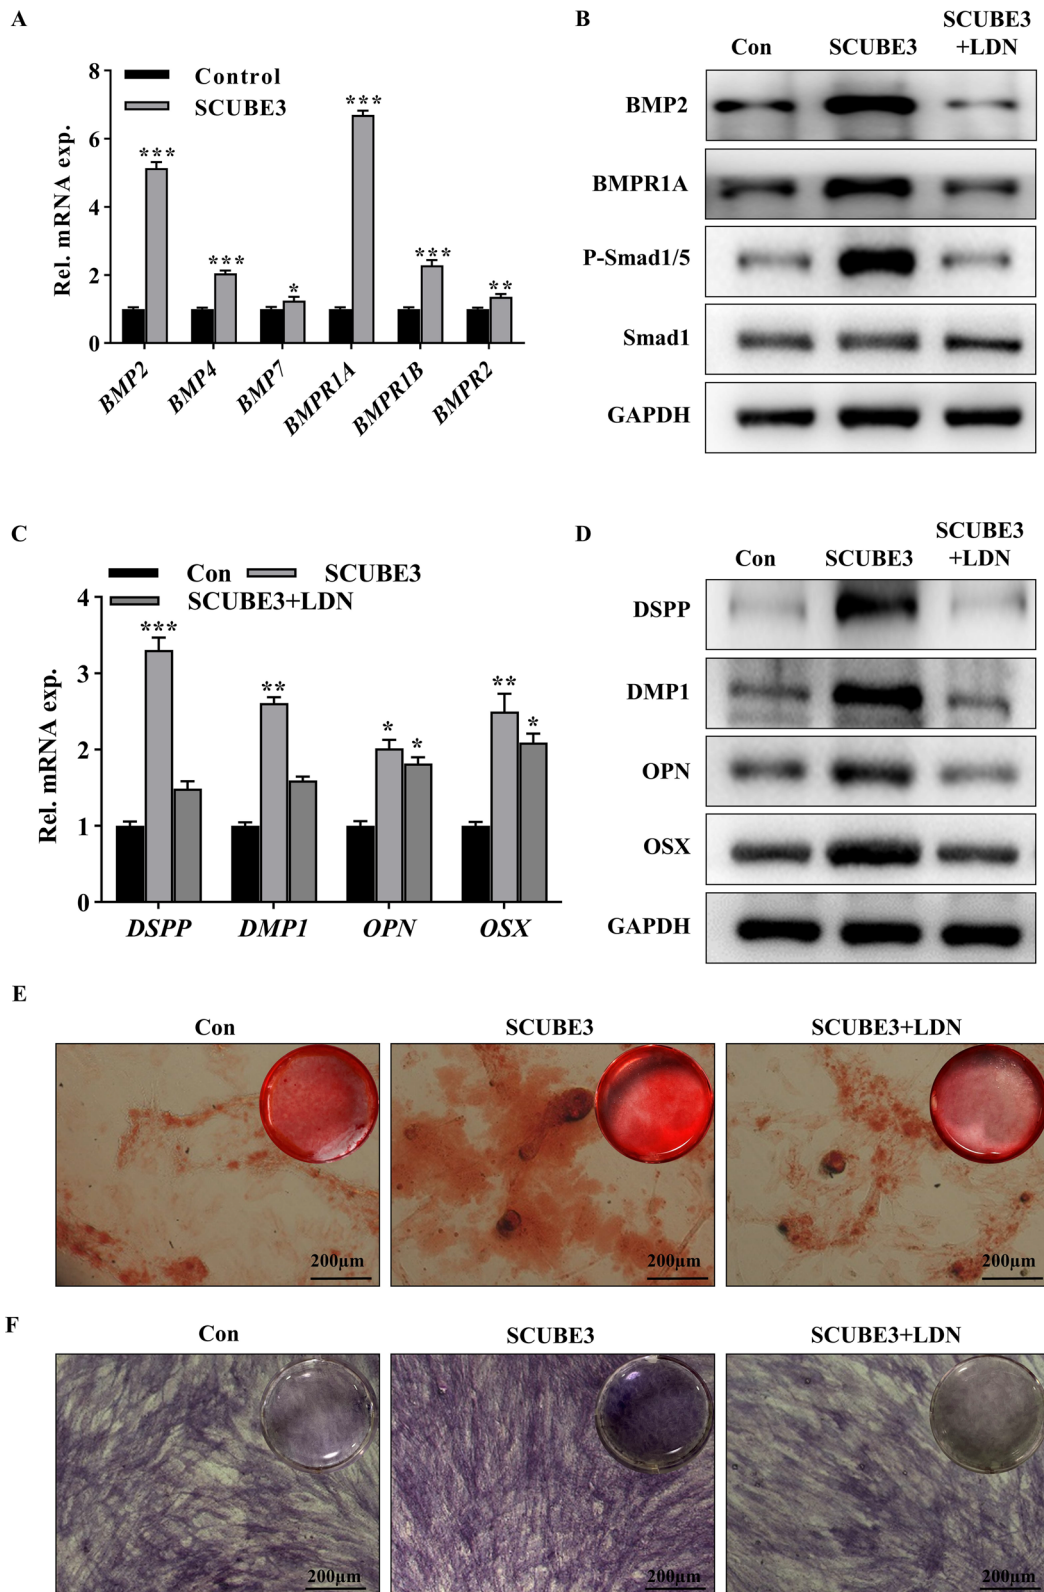 A
Control
SCUBE3
Rel. mRNA exp.
8
6
4
2
0
***
***
*
***
***
**
BMP2
BMP4
BMP7
BMPR1A
BMPR1B
BMPR2
B
Con
SCUBE3
SCUBE3
+LDN
BMP2
BMPR1A
P-Smad1/5
Smad1
GAPDH
C
Con
SCUBE3
SCUBE3+LDN
Rel. mRNA exp.
4
3
2
1
0
***
**
*
*
**
*
DSPP
DMP1
OPN
OSX
D
Con
SCUBE3
SCUBE3
+LDN
DSPP
DMP1
OPN
OSX
GAPDH
E
Con
SCUBE3
SCUBE3+LDN
200μm
200μm
200μm
F
Con
SCUBE3
SCUBE3+LDN
200μm
200μm
200μm